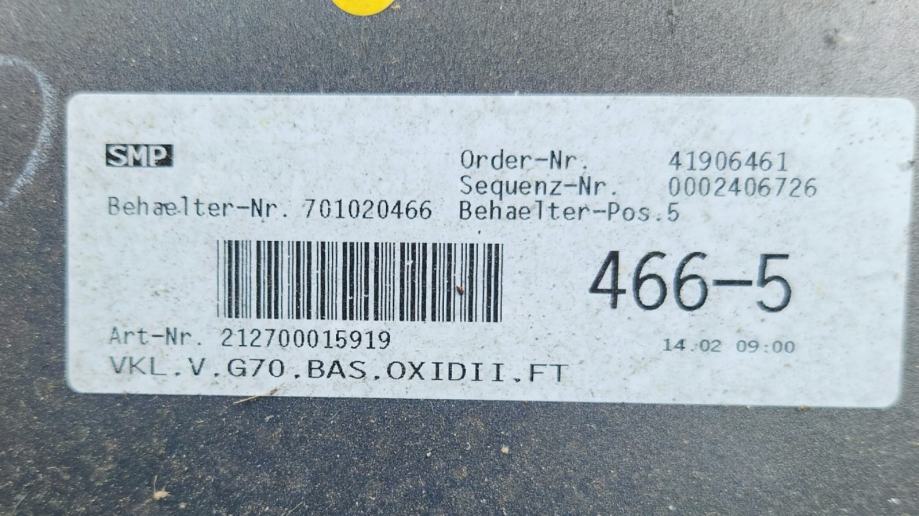 SMP
Order-Nr. 41906461
Sequenz-Nr. 0002406726
Behaelter-Nr. 701020466 Behaelter-Pos.5
466-5
Art-Nr. 212700015919
14.02 09:00
VKL.V.G70.BAS.OXIDII.FT